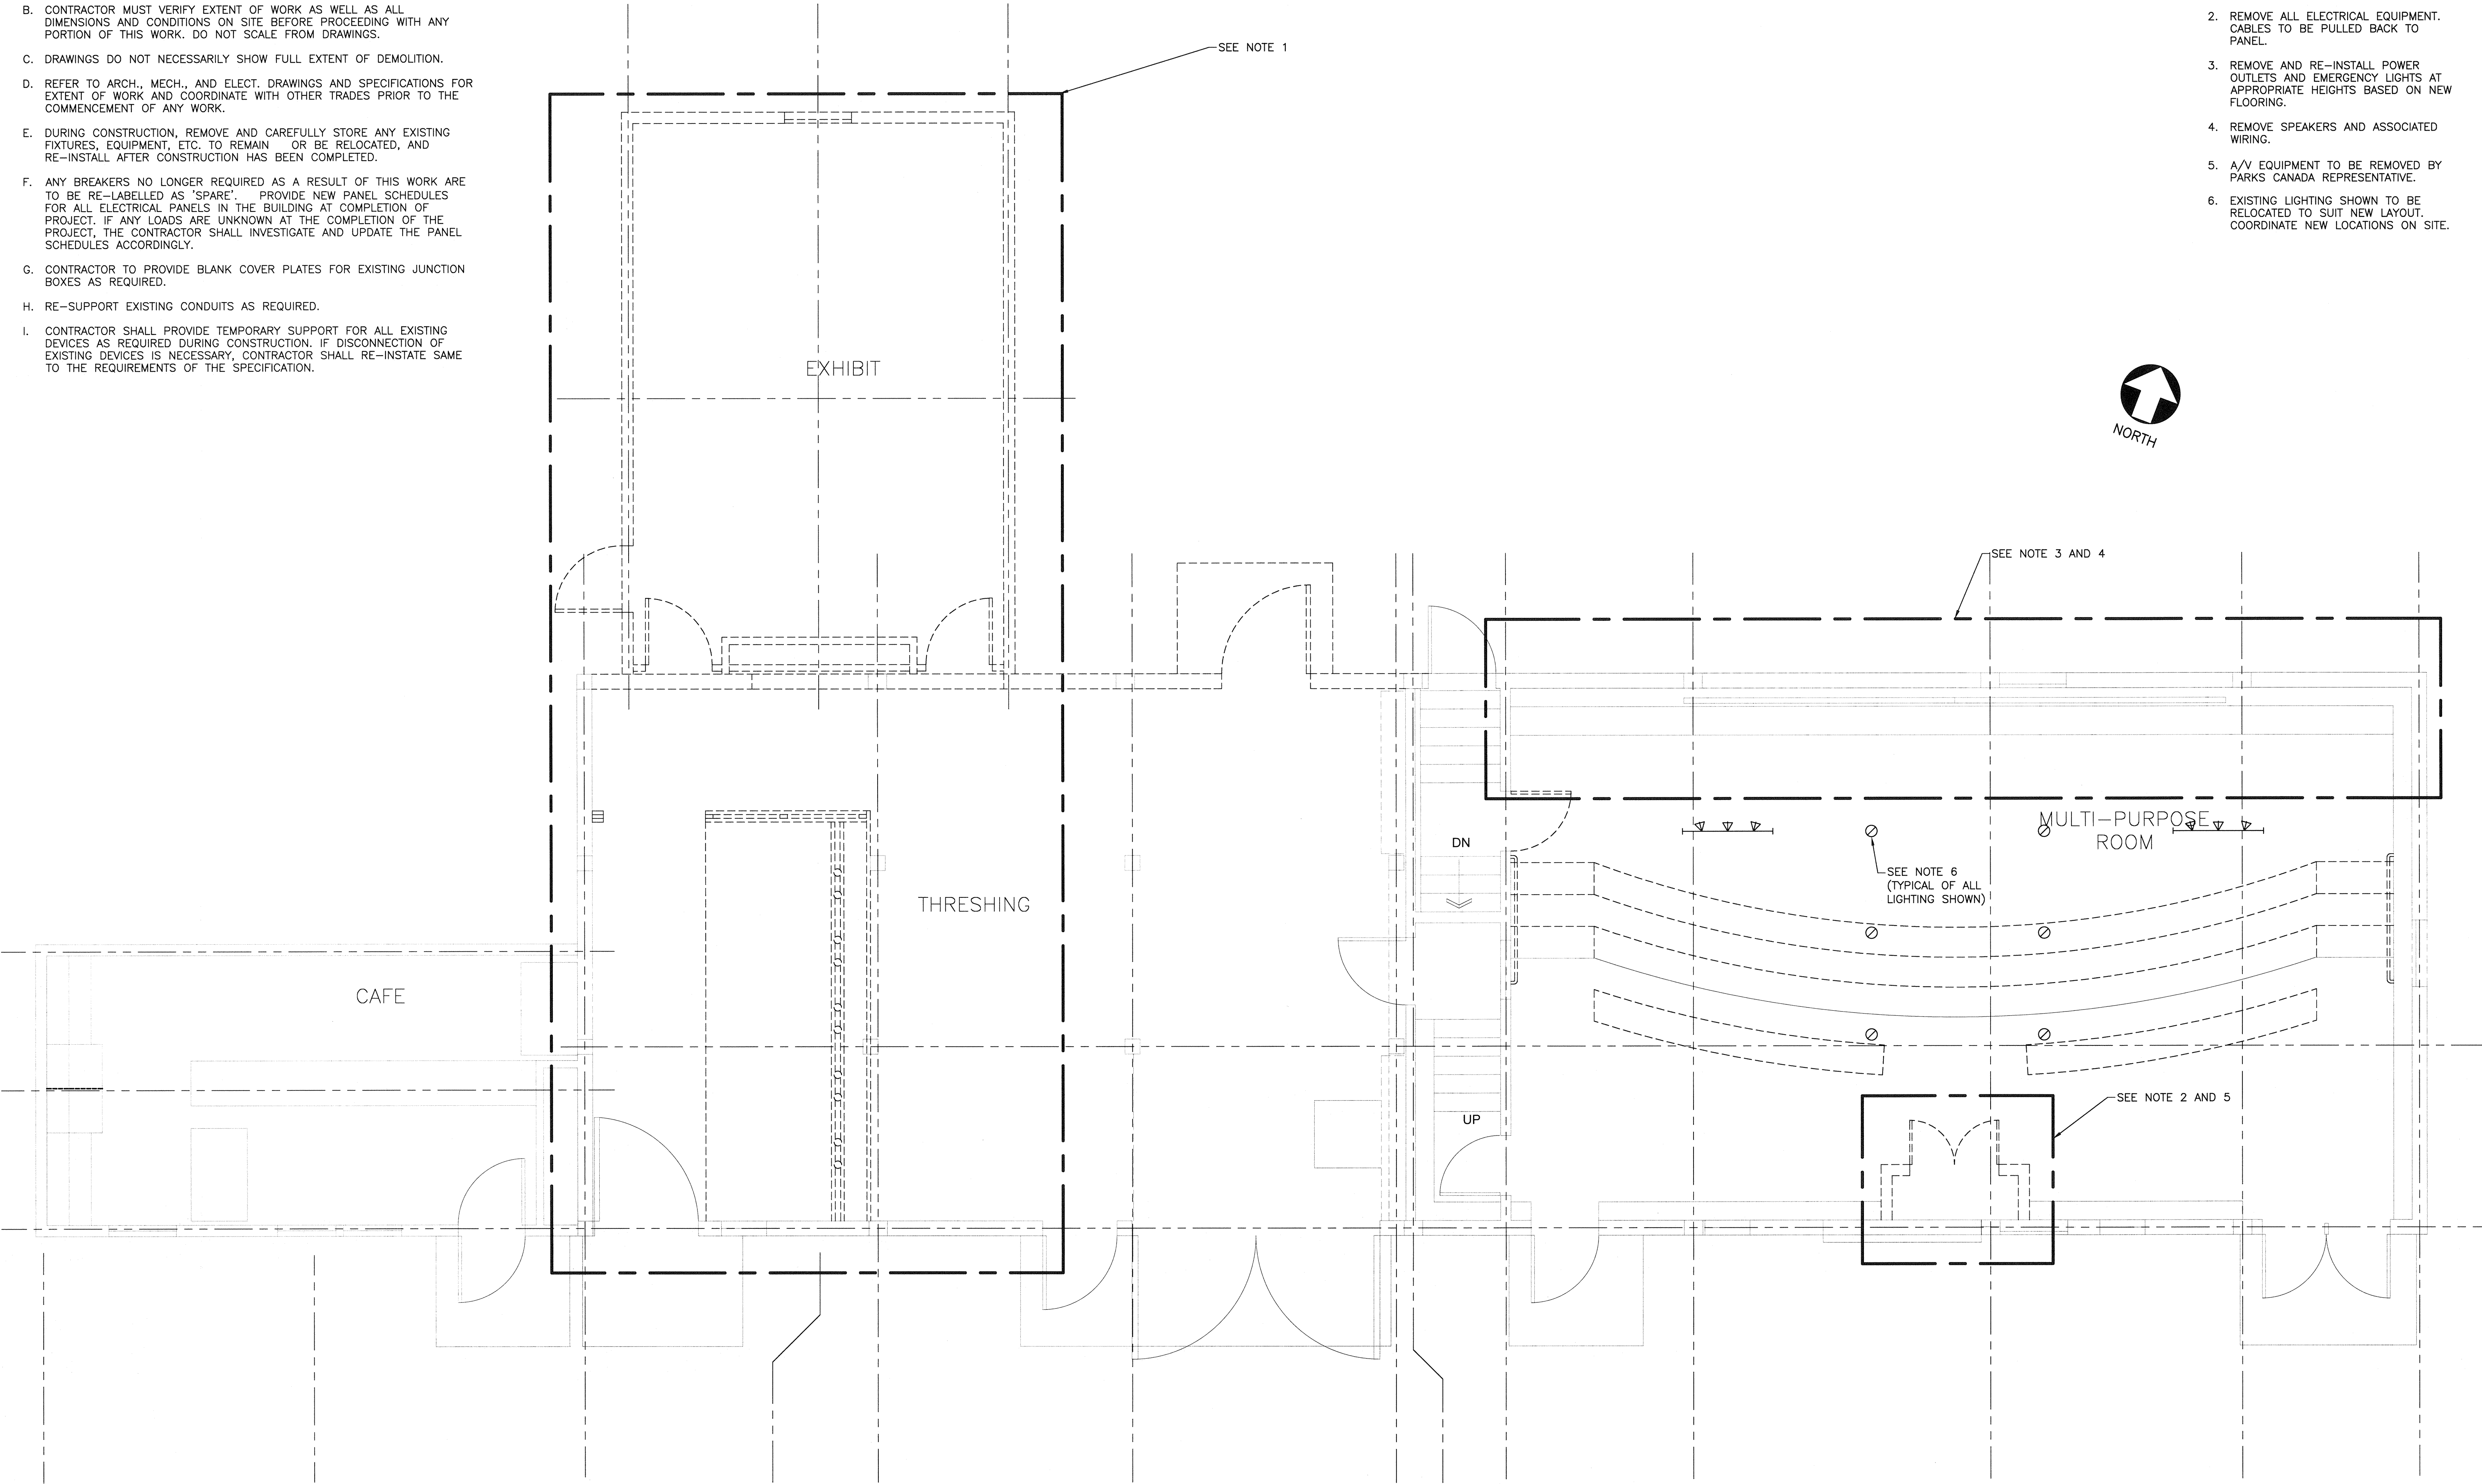 B. CONTRACTOR MUST VERIFY EXTENT OF WORK AS WELL AS ALL
DIMENSIONS AND CONDITIONS ON SITE BEFORE PROCEEDING WITH ANY
PORTION OF THIS WORK. DO NOT SCALE FROM DRAWINGS.
C. DRAWINGS DO NOT NECESSARILY SHOW FULL EXTENT OF DEMOLITION.
D. REFER TO ARCH., MECH., AND ELECT. DRAWINGS AND SPECIFICATIONS FOR
EXTENT OF WORK AND COORDINATE WITH OTHER TRADES PRIOR TO THE
COMMENCEMENT OF ANY WORK.
E. DURING CONSTRUCTION, REMOVE AND CAREFULLY STORE ANY EXISTING
FIXTURES, EQUIPMENT, ETC. TO REMAIN OR BE RELOCATED, AND
RE-INSTALL AFTER CONSTRUCTION HAS BEEN COMPLETED.
F. ANY BREAKERS NO LONGER REQUIRED AS A RESULT OF THIS WORK ARE
TO BE RE-LABELLED AS 'SPARE'. PROVIDE NEW PANEL SCHEDULES
FOR ALL ELECTRICAL PANELS IN THE BUILDING AT COMPLETION OF
PROJECT. IF ANY LOADS ARE UNKNOWN AT THE COMPLETION OF THE
PROJECT, THE CONTRACTOR SHALL INVESTIGATE AND UPDATE THE PANEL
SCHEDULES ACCORDINGLY.
G. CONTRACTOR TO PROVIDE BLANK COVER PLATES FOR EXISTING JUNCTION
BOXES AS REQUIRED.
H. RE-SUPPORT EXISTING CONDUITS AS REQUIRED.
I. CONTRACTOR SHALL PROVIDE TEMPORARY SUPPORT FOR ALL EXISTING
DEVICES AS REQUIRED DURING CONSTRUCTION. IF DISCONNECTION OF
EXISTING DEVICES IS NECESSARY, CONTRACTOR SHALL RE-INSTATE SAME
TO THE REQUIREMENTS OF THE SPECIFICATION.
SEE NOTE 1
2. REMOVE ALL ELECTRICAL EQUIPMENT.
CABLES TO BE PULLED BACK TO
PANEL.
3. REMOVE AND RE-INSTALL POWER
OUTLETS AND EMERGENCY LIGHTS AT
APPROPRIATE HEIGHTS BASED ON NEW
FLOORING.
4. REMOVE SPEAKERS AND ASSOCIATED
WIRING.
5. A/V EQUIPMENT TO BE REMOVED BY
PARKS CANADA REPRESENTATIVE.
6. EXISTING LIGHTING SHOWN TO BE
RELOCATED TO SUIT NEW LAYOUT.
COORDINATE NEW LOCATIONS ON SITE.
EXHIBIT
NORTH
SEE NOTE 3 AND 4
MULTI-PURPOSE
ROOM
DN
SEE NOTE 6
(TYPICAL OF ALL
LIGHTING SHOWN)
THRESHING
CAFE
SEE NOTE 2 AND 5
UP